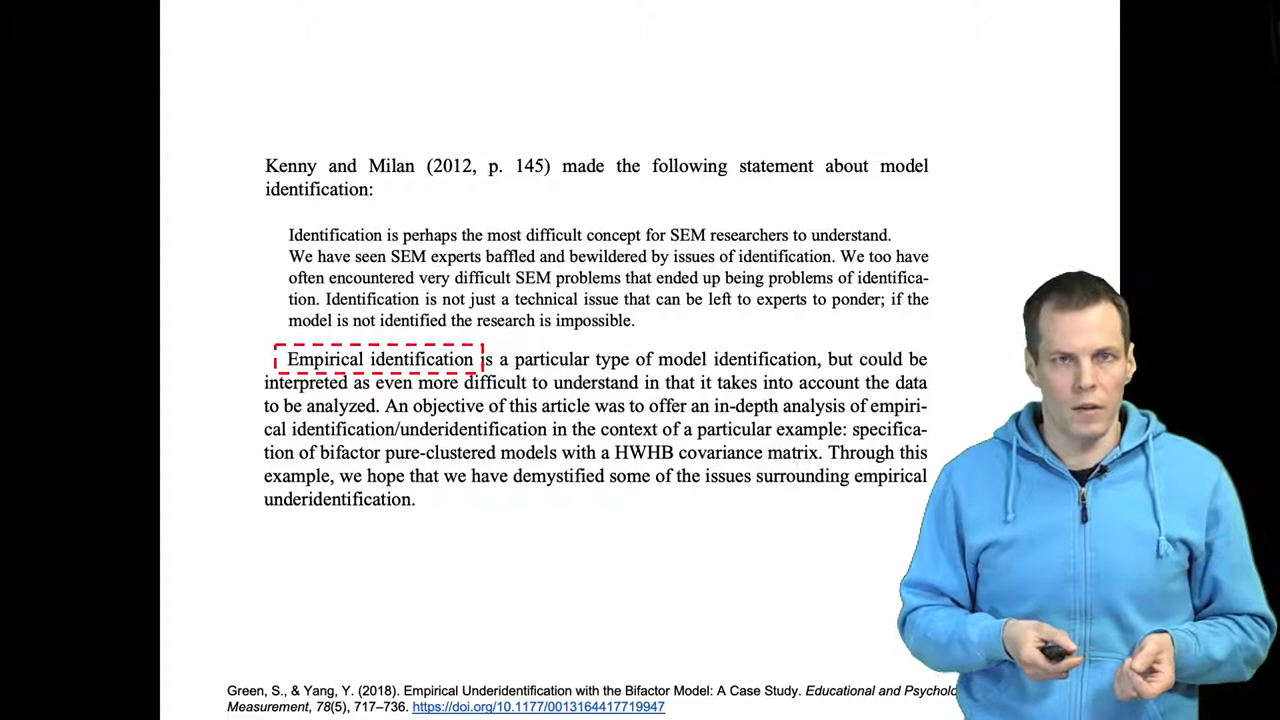 Kenny and Milan (2012, p. 145) made the following statement about model
identification:
Identification is perhaps the most difficult concept for SEM researchers to understand.
We have seen SEM experts baffled and bewildered by issues of identification. We too have
often encountered very difficult SEM problems that ended up being problems of identifica-
tion. Identification is not just a technical issue that can be left to experts to ponder; if the
model is not identified the research is impossible.
Empirical identification is a particular type of model identification, but could be
interpreted as even more difficult to understand in that it takes into account the data
to be analyzed. An objective of this article was to offer an in-depth analysis of empiri-
cal identification/underidentification in the context of a particular example: specifica-
tion of bifactor pure-clustered models with a HWHB covariance matrix. Through this
example, we hope that we have demystified some of the issues surrounding empirical
underidentification.
Green, S., & Yang, Y. (2018). Empirical Underidentification with the Bifactor Model: A Case Study. Educational and Psycholo
Measurement, 78(5), 717–736. https://doi.org/10.1177/0013164417719947